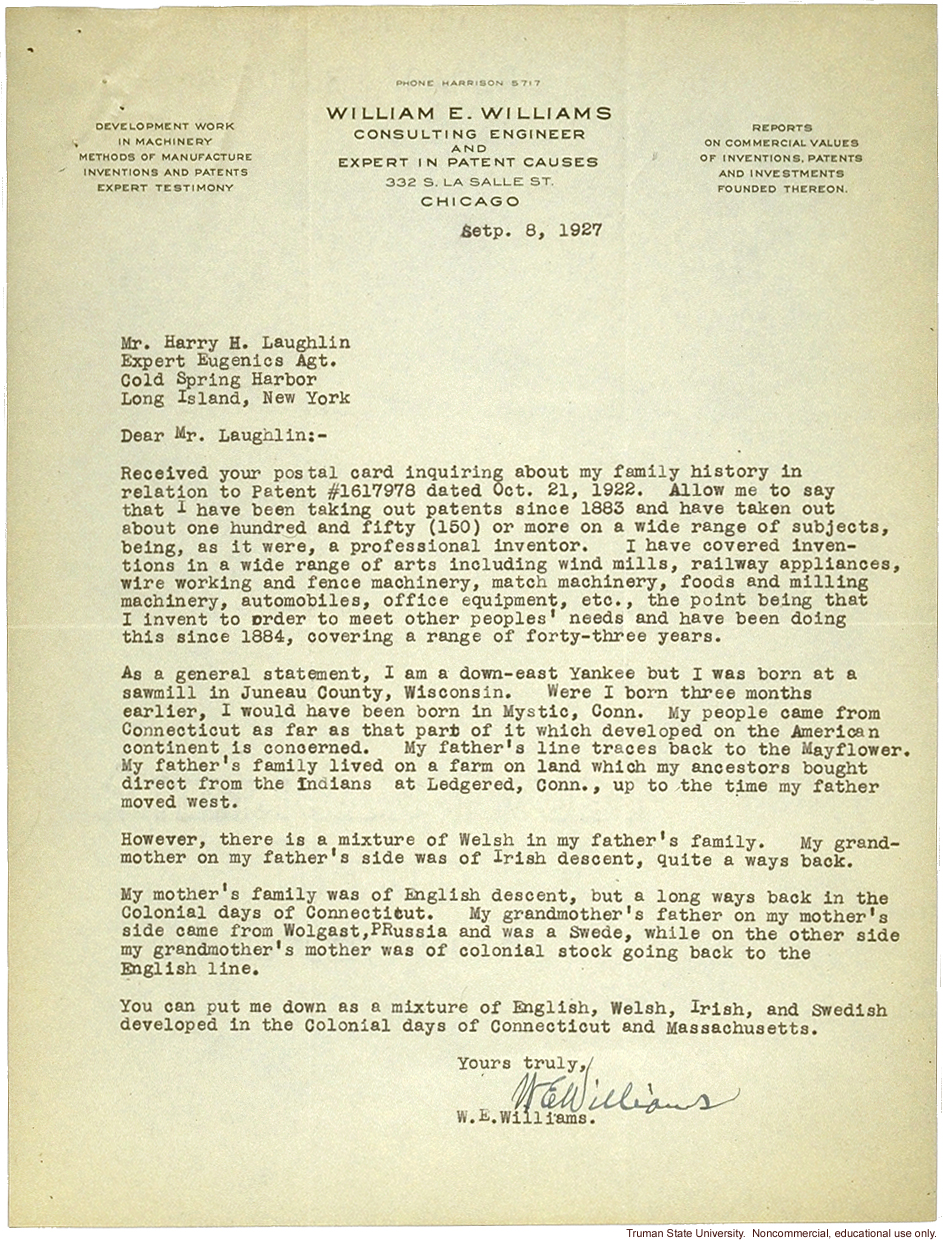 PHONE HARRISON 5717
WILLIAM E. WILLIAMS
CONSULTING ENGINEER
AND
EXPERT IN PATENT CAUSES
332 S. LA SALLE ST.
CHICAGO
DEVELOPMENT WORK
IN MACHINERY
METHODS OF MANUFACTURE
INVENTIONS AND PATENTS
EXPERT TESTIMONY
REPORTS
ON COMMERCIAL VALUES
OF INVENTIONS, PATENTS
AND INVESTMENTS
FOUNDED THEREON.
Setp. 8, 1927
Mr. Harry H. Laughlin
Expert Eugenics Agt.
Cold Spring Harbor
Long Island, New York
Dear Mr. Laughlin:-
Received your postal card inquiring about my family history in
relation to Patent #1617978 dated Oct. 21, 1922. Allow me to say
that I have been taking out patents since 1883 and have taken out
about one hundred and fifty (150) or more on a wide range of subjects,
being, as it were, a professional inventor. I have covered inven-
tions in a wide range of arts including wind mills, railway appliances,
wire working and fence machinery, match machinery, foods and milling
machinery, automobiles, office equipment, etc., the point being that
I invent to order to meet other peoples' needs and have been doing
this since 1884, covering a range of forty-three years.
As a general statement, I am a down-east Yankee but I was born at a
sawmill in Juneau County, Wisconsin. Were I born three months
earlier, I would have been born in Mystic, Conn. My people came from
Connecticut as far as that part of it which developed on the American
continent is concerned. My father's line traces back to the Mayflower.
My father's family lived on a farm on land which my ancestors bought
direct from the Indians at Ledgered, Conn., up to the time my father
moved west.
However, there is a mixture of Welsh in my father's family. My grand-
mother on my father's side was of Irish descent, quite a ways back.
My mother's family was of English descent, but a long ways back in the
Colonial days of Connecticut. My grandmother's father on my mother's
side came from Wolgast,PRussia and was a Swede, while on the other side
my grandmother's mother was of colonial stock going back to the
English line.
You can put me down as a mixture of English, Welsh, Irish, and Swedish
developed in the Colonial days of Connecticut and Massachusetts.
Yours truly,
WEWilliams
W.E.Williams.
Truman State University. Noncommercial, educational use only.